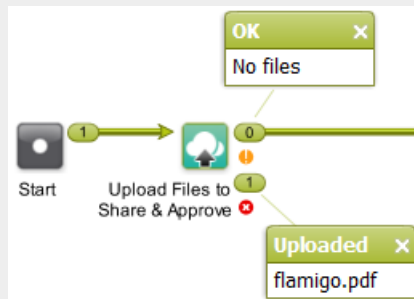 OK
No files
1
0
Start
Upload Files to
Share & Approve
1
Uploaded
flamigo.pdf